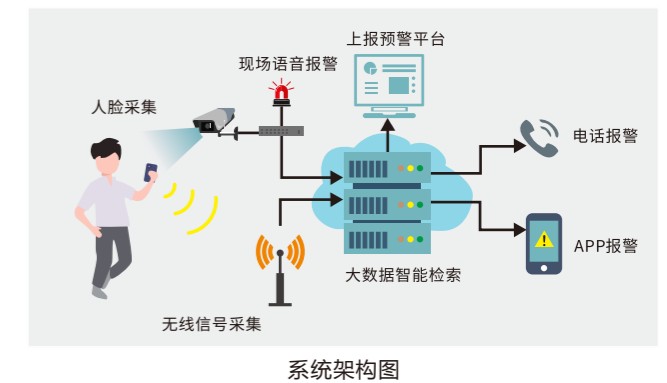 上报预警平台
现场语音报警
人脸采集
电话报警
APP报警
大数据智能检索
无线信号采集
系统架构图